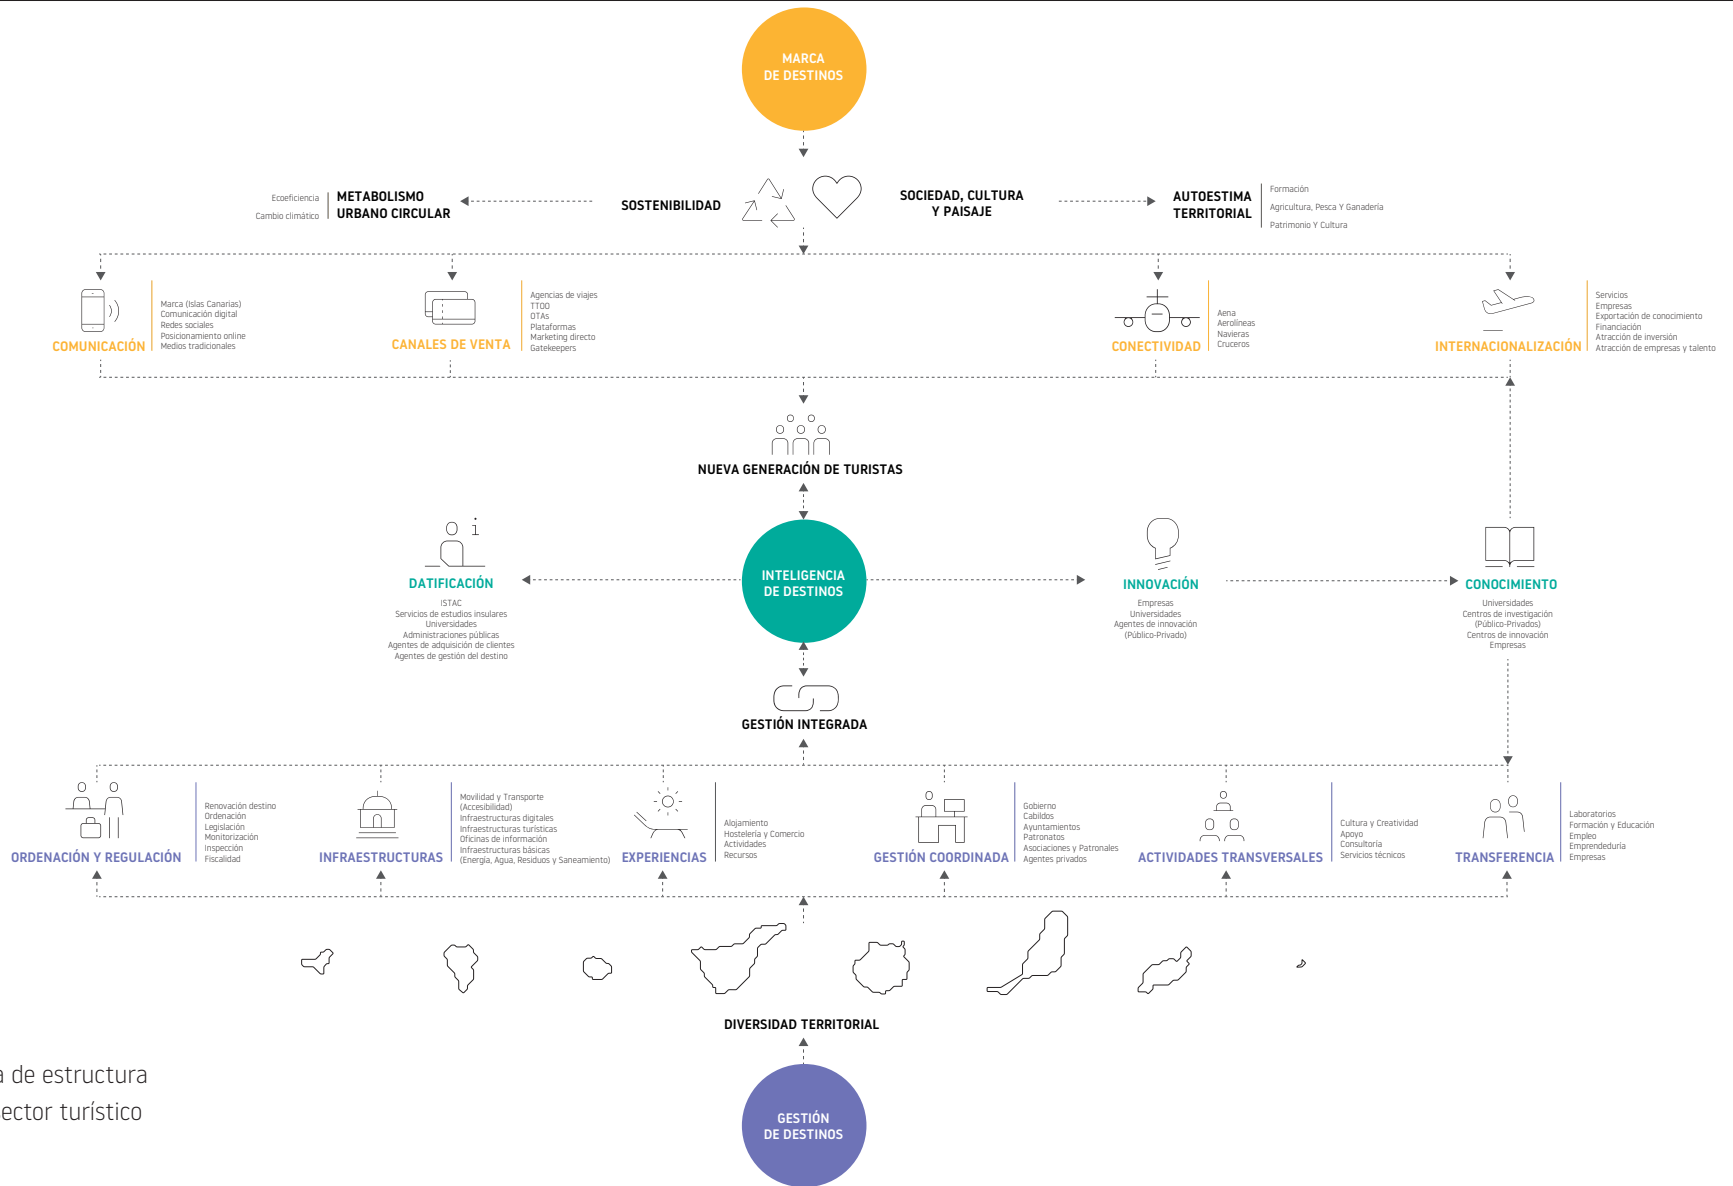 MARCA
DE DESTINOS
Ecoeficiencia
Cambio climático
METABOLISMO
URBANO CIRCULAR
SOSTENIBILIDAD
SOCIEDAD, CULTURA
Y PAISAJE
AUTOESTIMA
TERRITORIAL
Formación
Agricultura, Pesca Y Ganadería
Patrimonio Y Cultura
COMUNICACIÓN
Marca (Islas Canarias)
Comunicación digital
Redes sociales
Posicionamiento online
Medios tradicionales
CANALES DE VENTA
Agencias de viajes
TTOO
OTAs
Plataformas
Marketing directo
Gatekeepers
CONECTIVIDAD
Aena
Aerolíneas
Navieras
Cruceros
INTERNACIONALIZACIÓN
Servicios
Empresas
Exportación de conocimiento
Financiación
Atracción de inversión
Atracción de empresas y talento
NUEVA GENERACIÓN DE TURISTAS
DATIFICACIÓN
ISTAC
Servicios de estudios insulares
Universidades
Administraciones públicas
Agentes de adquisición de clientes
Agentes de gestión del destino
INTELIGENCIA
DE DESTINOS
INNOVACIÓN
Empresas
Universidades
Agentes de innovación
(Público-Privado)
CONOCIMIENTO
Universidades
Centros de investigación
(Público-Privados)
Centros de innovación
Empresas
GESTIÓN INTEGRADA
ORDENACIÓN Y REGULACIÓN
Renovación destino
Ordenación
Legislación
Monitorización
Inspección
Fiscalidad
INFRAESTRUCTURAS
Movilidad y Transporte
(Accesibilidad)
Infraestructuras digitales
Infraestructuras turísticas
Oficinas de información
Infraestructuras básicas
(Energía, Agua, Residuos y Saneamiento)
EXPERIENCIAS
Alojamiento
Hostelería y Comercio
Actividades
Recursos
GESTIÓN COORDINADA
Gobierno
Cabildos
Ayuntamientos
Patronatos
Asociaciones y Patronales
Agentes privados
ACTIVIDADES TRANSVERSALES
Cultura y Creatividad
Apoyo
Consultoría
Servicios técnicos
TRANSFERENCIA
Laboratorios
Formación y Educación
Empleo
Emprendeduría
Empresas
DIVERSIDAD TERRITORIAL
a de estructura
ector turístico
GESTIÓN
DE DESTINOS